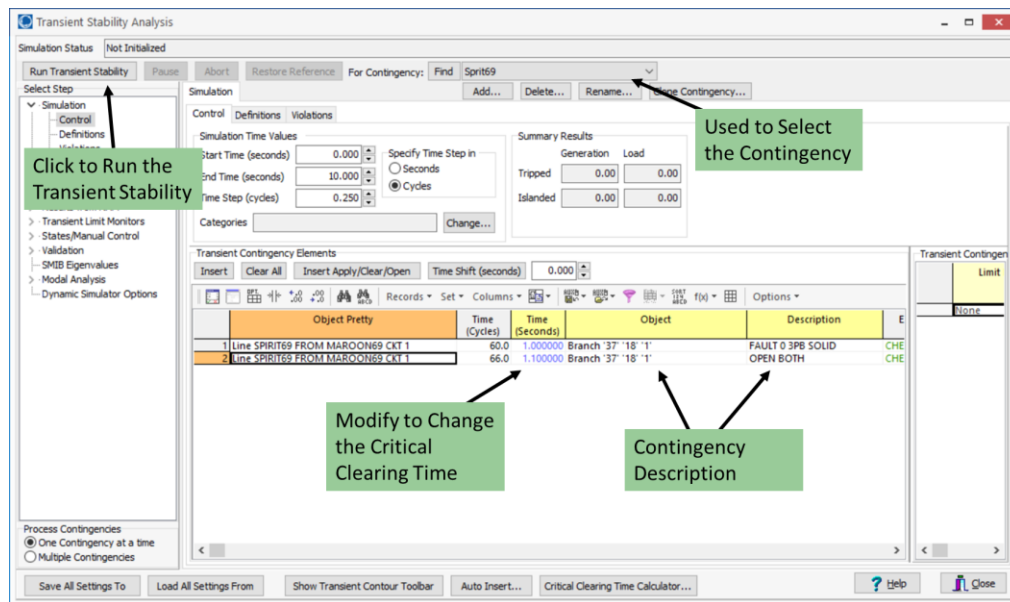 Transient Stability Analysis
Simulation Status Not Initialized
Run Transient Stability Pause Abort Restore Reference For Contingency: Find Sprit69
Select Step
Simulation
Control
Definitions
Transient Limit Monitors
States/Manual Control
Validation
SMIB Eigenvalues
Modal Analysis
Dynamic Simulator Options
Process Contingencies
One Contingency at a time
Multiple Contingencies
Simulation Add... Delete... Rename... Clone Contingency...
Control Definitions Violations
Simulation Time Values
Start Time (seconds) 0.000
End Time (seconds) 10.000
Time Step (cycles) 0.250
Specify Time Step in
Seconds
Cycles
Categories Change...
Summary Results
Generation Load
Tripped 0.00 0.00
Islanded 0.00 0.00
Transient Contingency Elements
Insert Clear All Insert Apply/Clear/Open Time Shift (seconds) 0.000
Records Set Columns f(x) Options
Object Pretty Time (Cycles) Time (Seconds) Object Description E
1 Line SPIRIT69 FROM MAROON69 CKT 1 60.0 1.000000 Branch '37' '18' '1' FAULT 0 3PB SOLID CHE
2 Line SPIRIT69 FROM MAROON69 CKT 1 66.0 1.100000 Branch '37' '18' '1' OPEN BOTH CHE
Transient Contingen
Limit
None
Click to Run the
Transient Stability
Used to Select
the Contingency
Modify to Change
the Critical
Clearing Time
Contingency
Description
Save All Settings To Load All Settings From Show Transient Contour Toolbar Auto Insert... Critical Clearing Time Calculator... Help Close